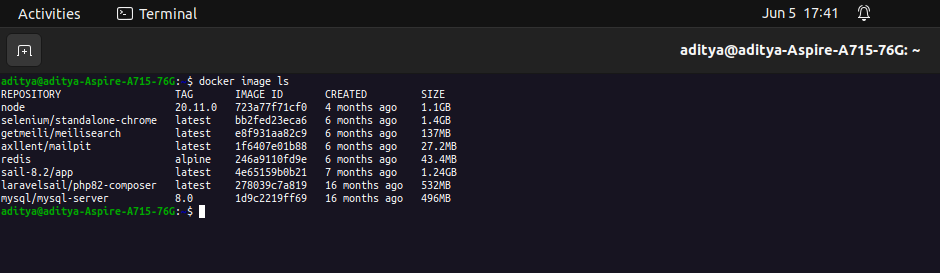 Activities Terminal Jun 5 17:41
aditya@aditya-Aspire-A715-76G: ~
aditya@aditya-Aspire-A715-76G: $ docker image ls
REPOSITORY TAG IMAGE ID CREATED SIZE
node 20.11.0 723a77f71cf0 4 months ago 1.1GB
selenium/standalone-chrome latest bb2fed23eca6 6 months ago 1.4GB
getmeili/meilisearch latest e8f931aa82c9 6 months ago 137MB
axllent/mailpit latest 1f6407e01b88 6 months ago 27.2MB
redis alpine 246a9110fd9e 6 months ago 43.4MB
sail-8.2/app latest 4e65159b0b21 7 months ago 1.24GB
laravelsail/php82-composer latest 278039c7a819 16 months ago 532MB
mysql/mysql-server 8.0 1d9c2219ff69 16 months ago 496MB
aditya@aditya-Aspire-A715-76G: $